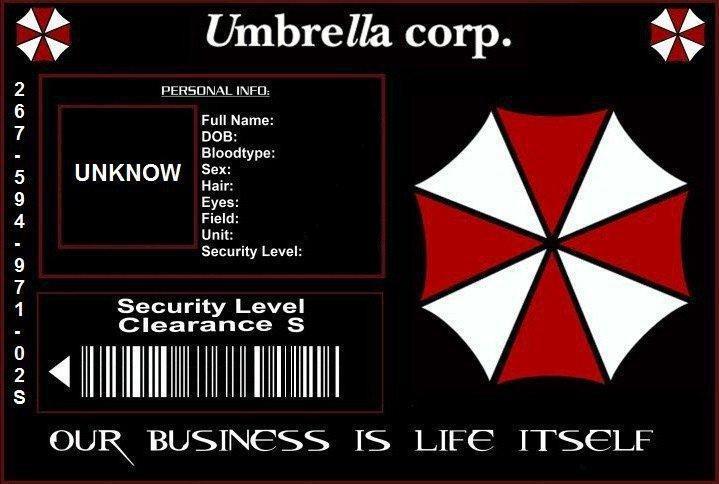 Umbrella corp.
267-594-971-02S
PERSONAL INFO:
UNKNOW
Full Name:
DOB:
Bloodtype:
Sex:
Hair:
Eyes:
Field:
Unit:
Security Level:
Security Level
Clearance S
OUR BUSINESS IS LIFE ITSELF